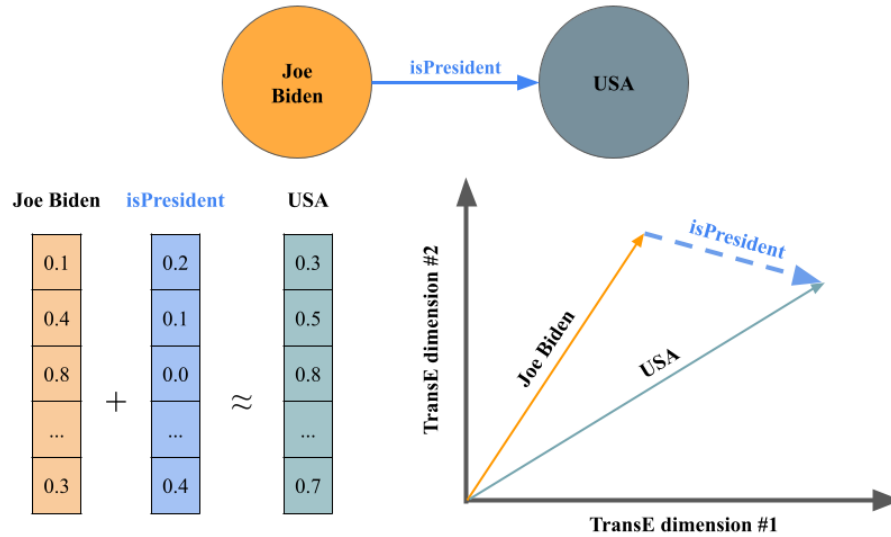 Joe
Biden
isPresident
USA
Joe Biden
isPresident
USA
0.1
0.2
0.3
0.4
0.1
0.5
0.8
+
0.0
≈
0.8
...
...
...
0.3
0.4
0.7
TransE dimension #2
isPresident
Joe Biden
USA
TransE dimension #1